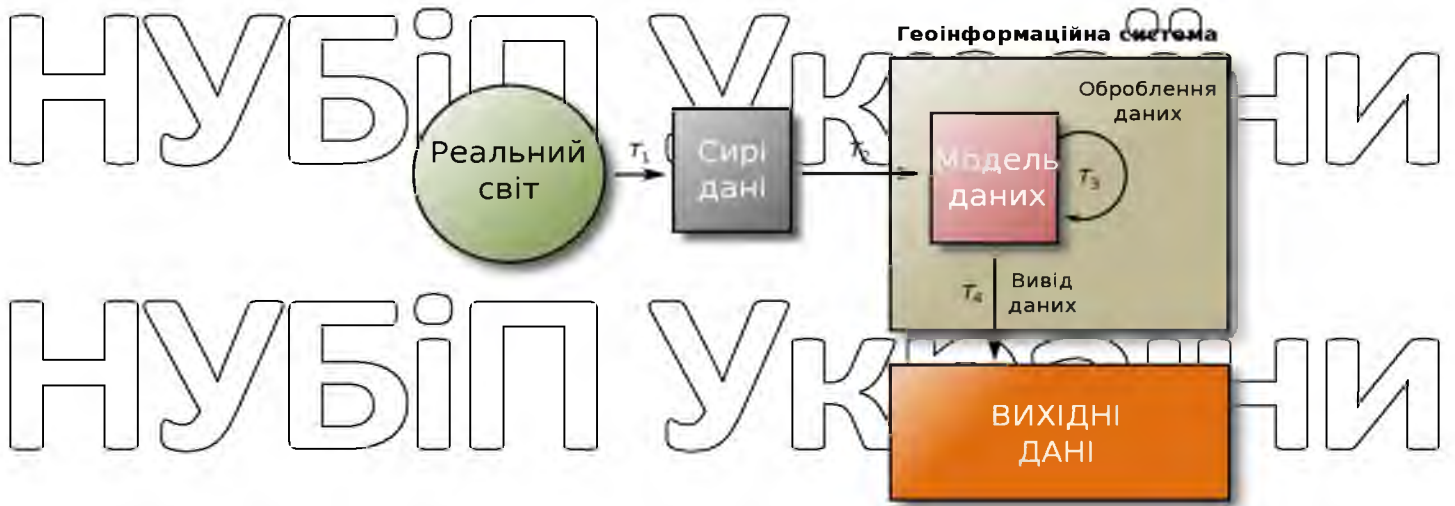 НУБіП України
Геоінформаційна система
Оброблення
даних
Реальний
світ
T1
Сирі
дані
T2
Модель
даних
T3
T4
Вивід
даних
НУБіП України
ВИХІДНІ
ДАНІ